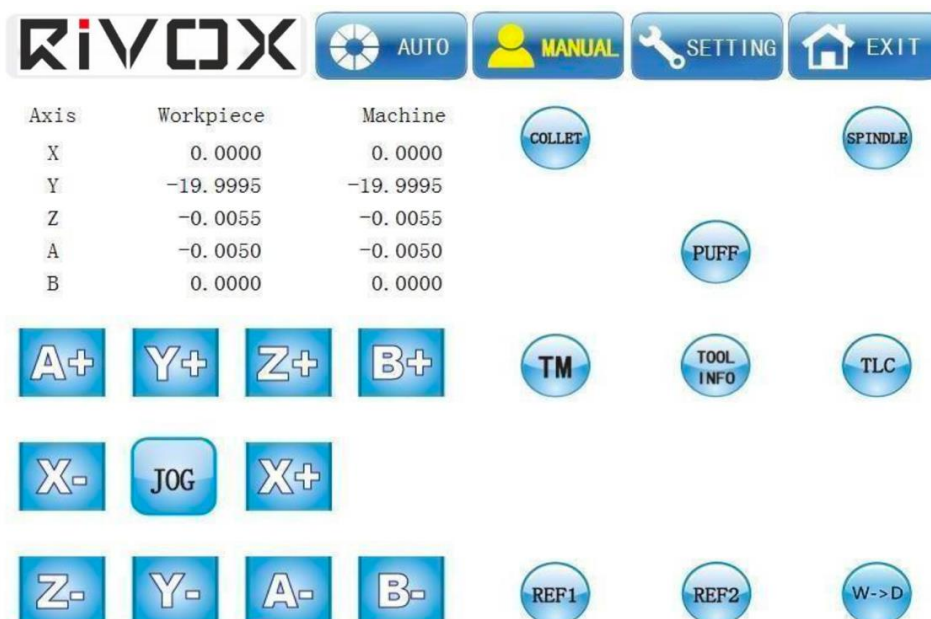 RiVOX AUTO MANUAL SETTING EXIT
Axis Workpiece Machine
X 0.0000 0.0000
Y -19.9995 -19.9995
Z -0.0055 -0.0055
A -0.0050 -0.0050
B 0.0000 0.0000
COLLET SPINDLE
PUFF
A+ Y+ Z+ B+
TM
TOOL
INFO
TLC
X- JOG X+
Z- Y- A- B-
REF1 REF2 W->D